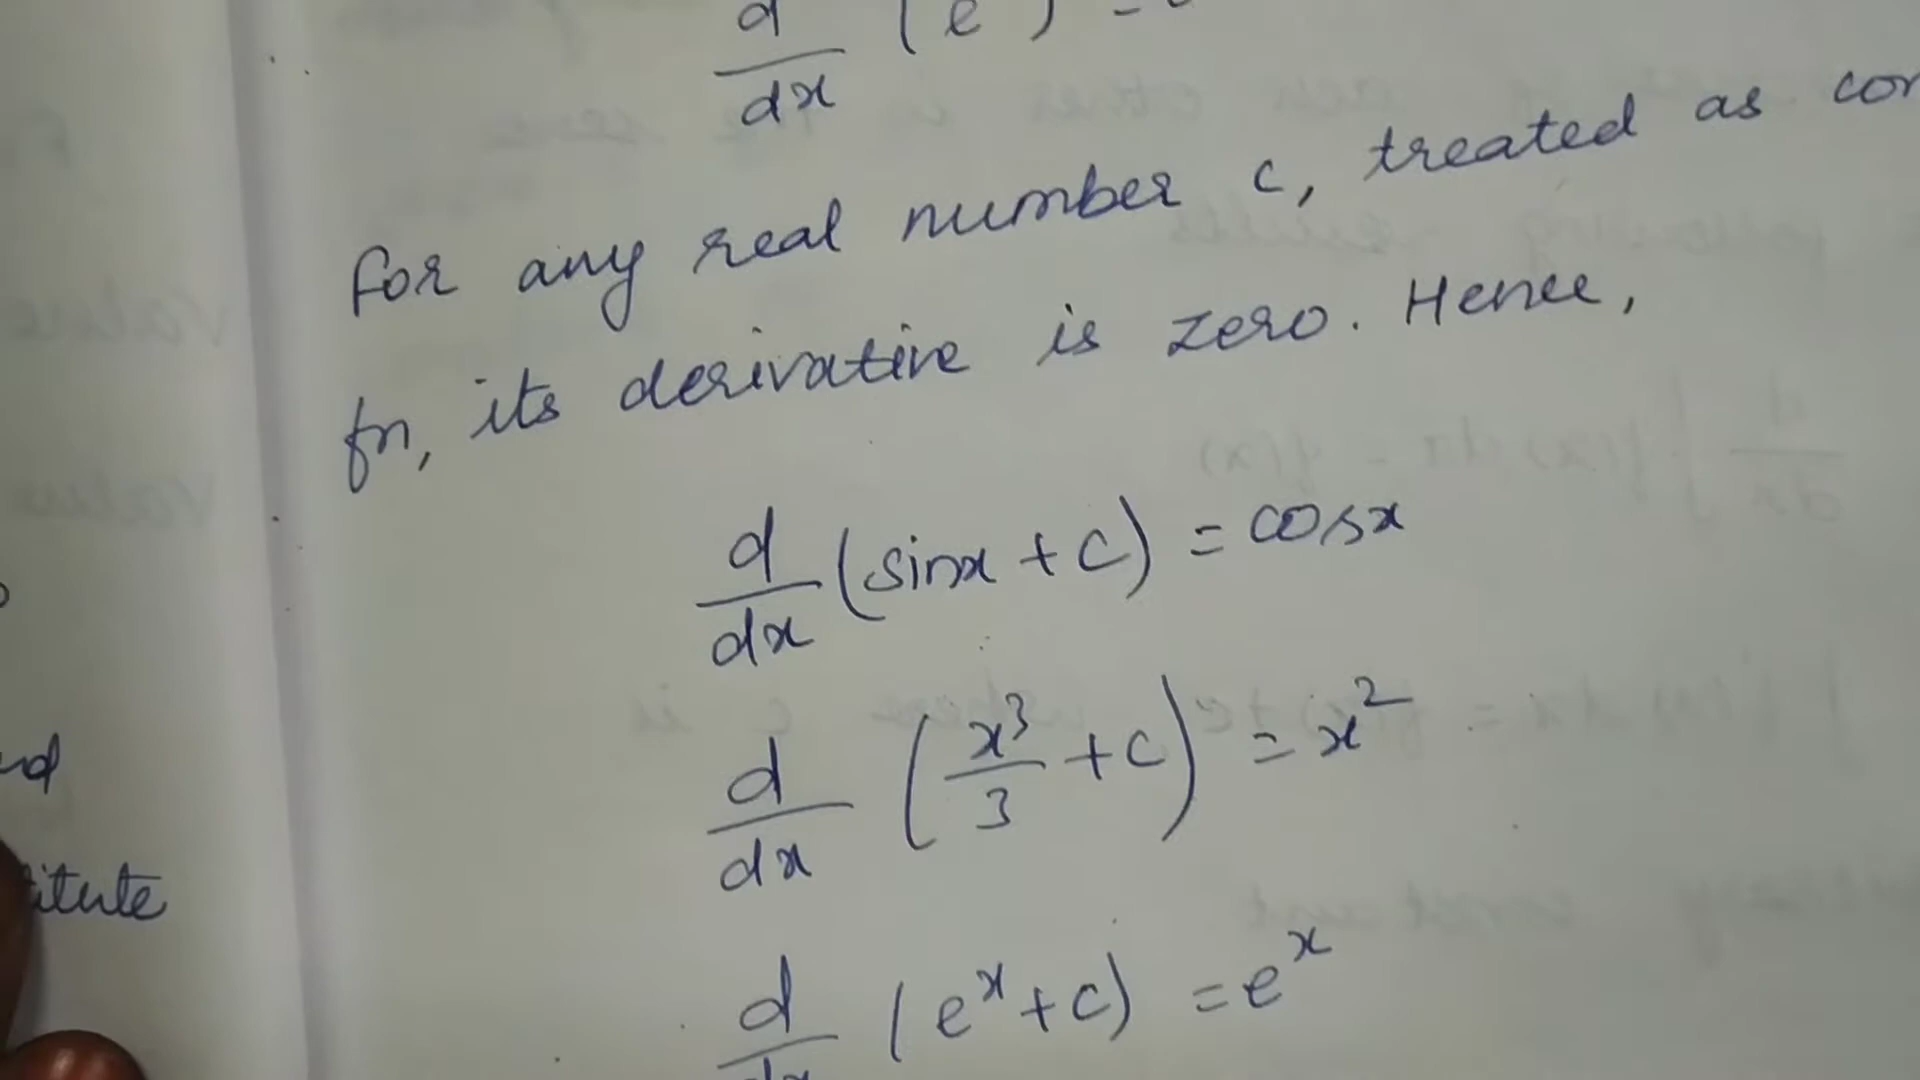 d/dx (e ) =
For any real number c, treated as
fn, its derivative is zero. Hence,
d/dx (sinx + c) = cosx
d/dx (x³/3 + c) = x²
d/dx (eˣ + c) = eˣ